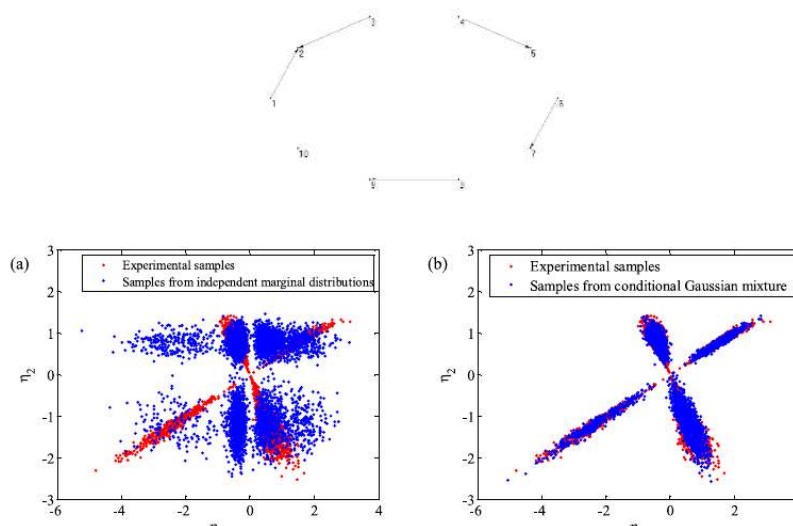 3 4
2 5
1 6
10 7
9
(a)
3
2
1
0
-1
-2
-3
η2
Experimental samples
Samples from independent marginal distributions
-6 -4 -2 0 2 4
(b)
3
2
1
0
-1
-2
-3
η2
Experimental samples
Samples from conditional Gaussian mixture
-6 -4 -2 0 2